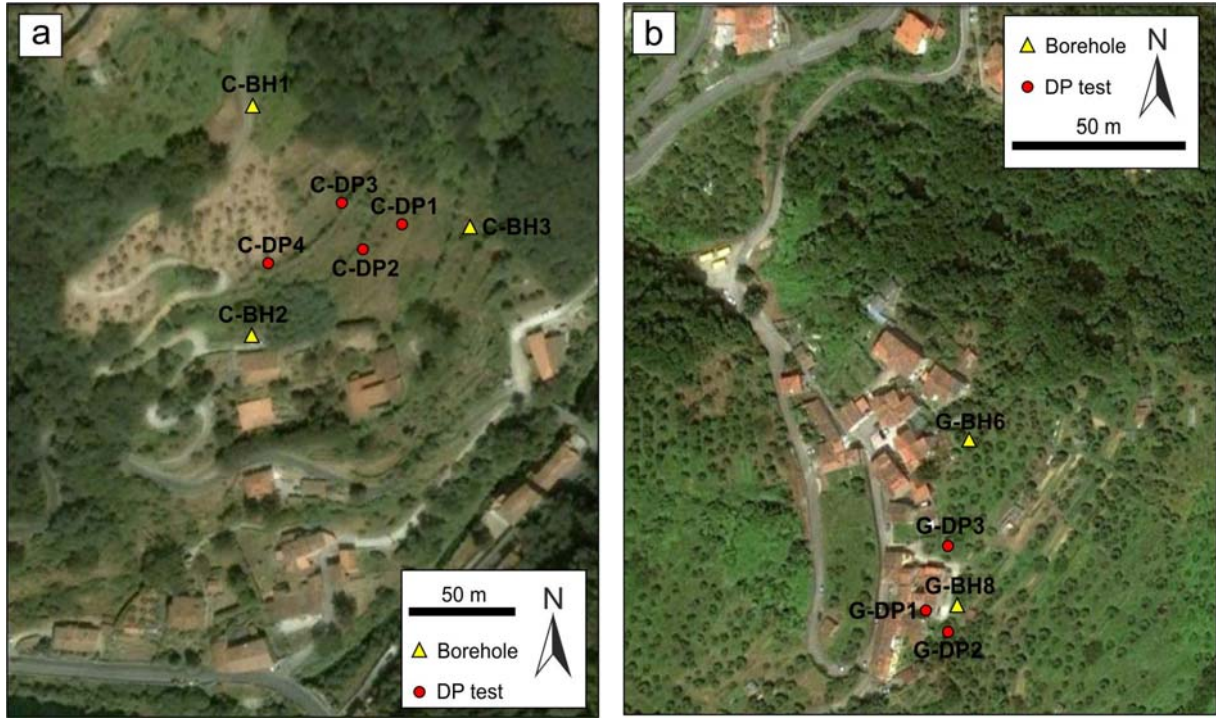 a
C-BH1
C-DP3
C-DP1
C-BH3
C-DP4
C-DP2
C-BH2
50 m
N
Borehole
DP test
b
Borehole
N
DP test
50 m
G-BH6
G-DP3
G-BH8
G-DP1
G-DP2